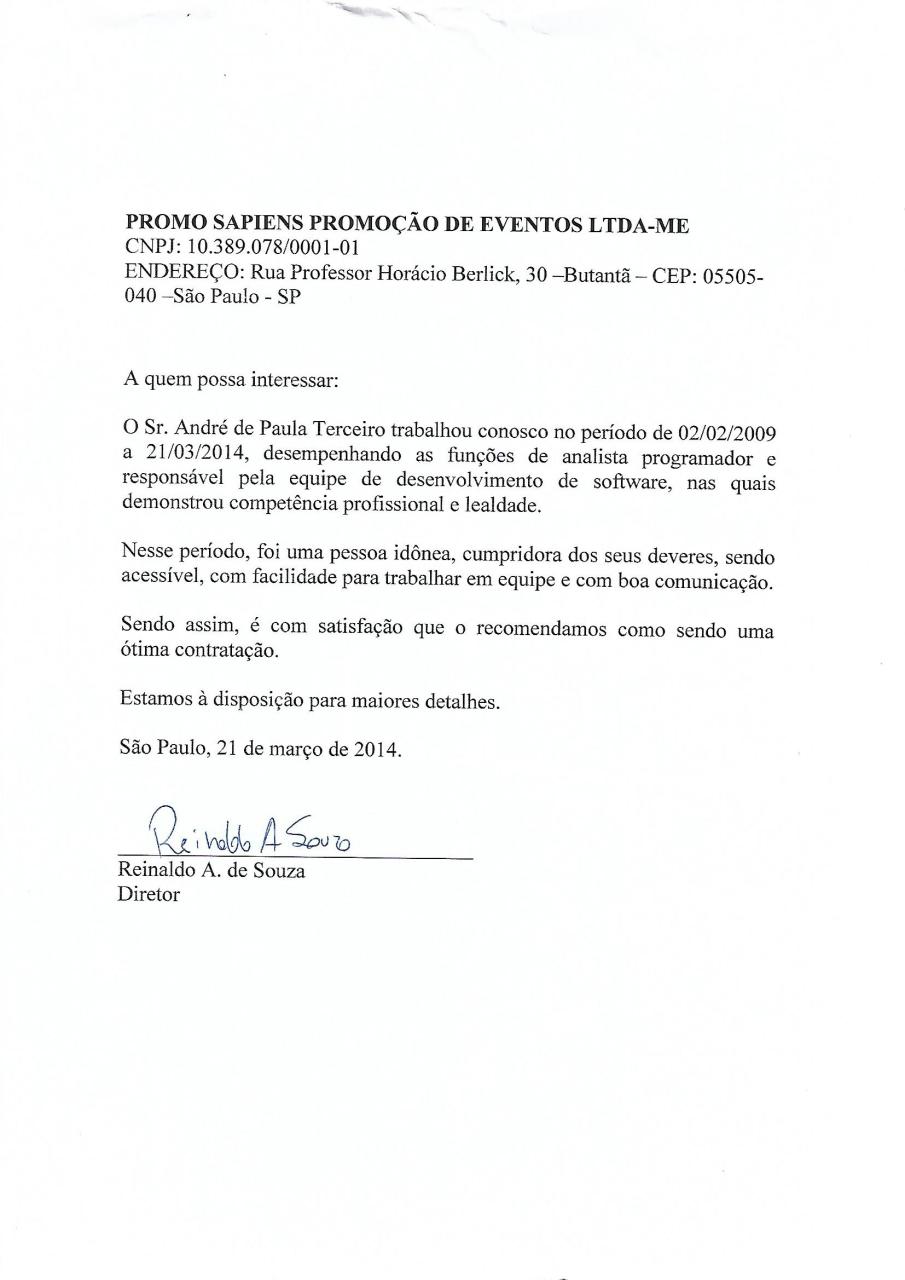 PROMO SAPIENS PROMOÇÃO DE EVENTOS LTDA-ME
CNPJ: 10.389.078/0001-01
ENDEREÇO: Rua Professor Horácio Berlick, 30 –Butantã – CEP: 05505-
040 –São Paulo - SP
A quem possa interessar:
O Sr. André de Paula Terceiro trabalhou conosco no período de 02/02/2009
a 21/03/2014, desempenhando as funções de analista programador e
responsável pela equipe de desenvolvimento de software, nas quais
demonstrou competência profissional e lealdade.
Nesse período, foi uma pessoa idônea, cumpridora dos seus deveres, sendo
acessível, com facilidade para trabalhar em equipe e com boa comunicação.
Sendo assim, é com satisfação que o recomendamos como sendo uma
ótima contratação.
Estamos à disposição para maiores detalhes.
São Paulo, 21 de março de 2014.
Reinaldo A Souza
Reinaldo A. de Souza
Diretor